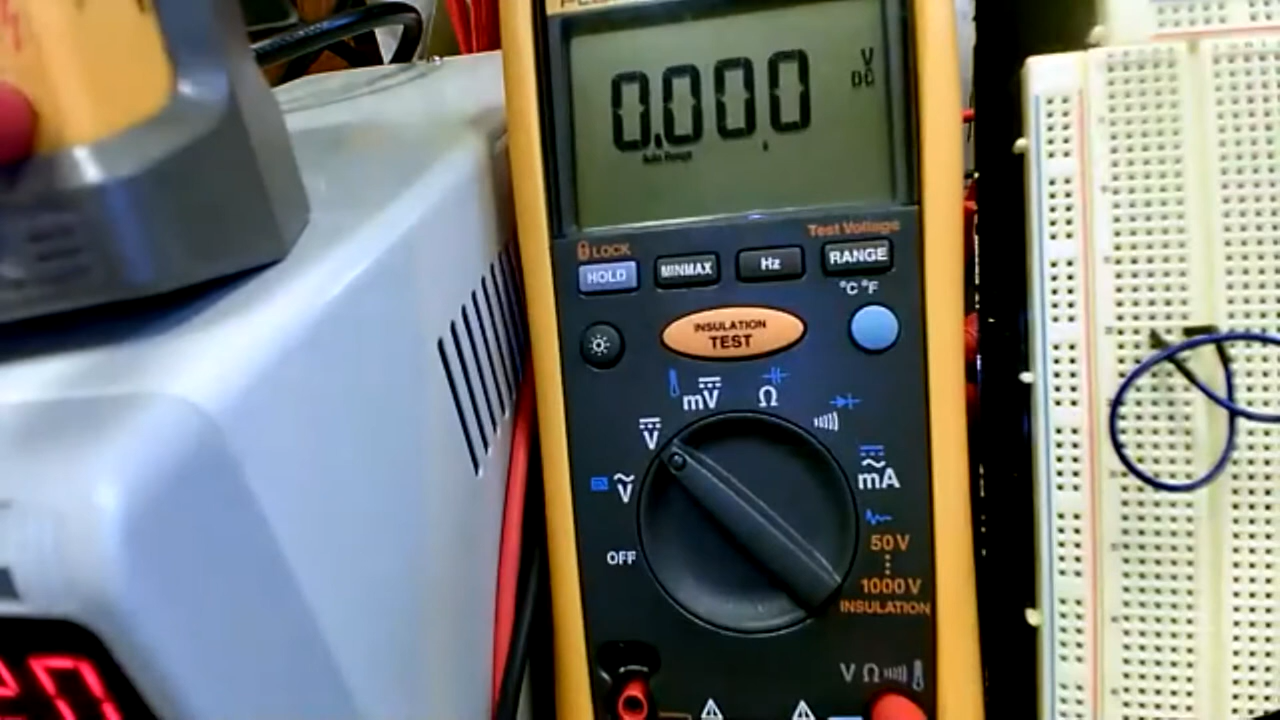 0.000 V
DC
Auto Range
LOCK
Test Voltage
HOLD MINMAX Hz RANGE
°C °F
INSULATION
TEST
mV Ω
V
V
mA
OFF
50 V
1000 V
INSULATION
V Ω